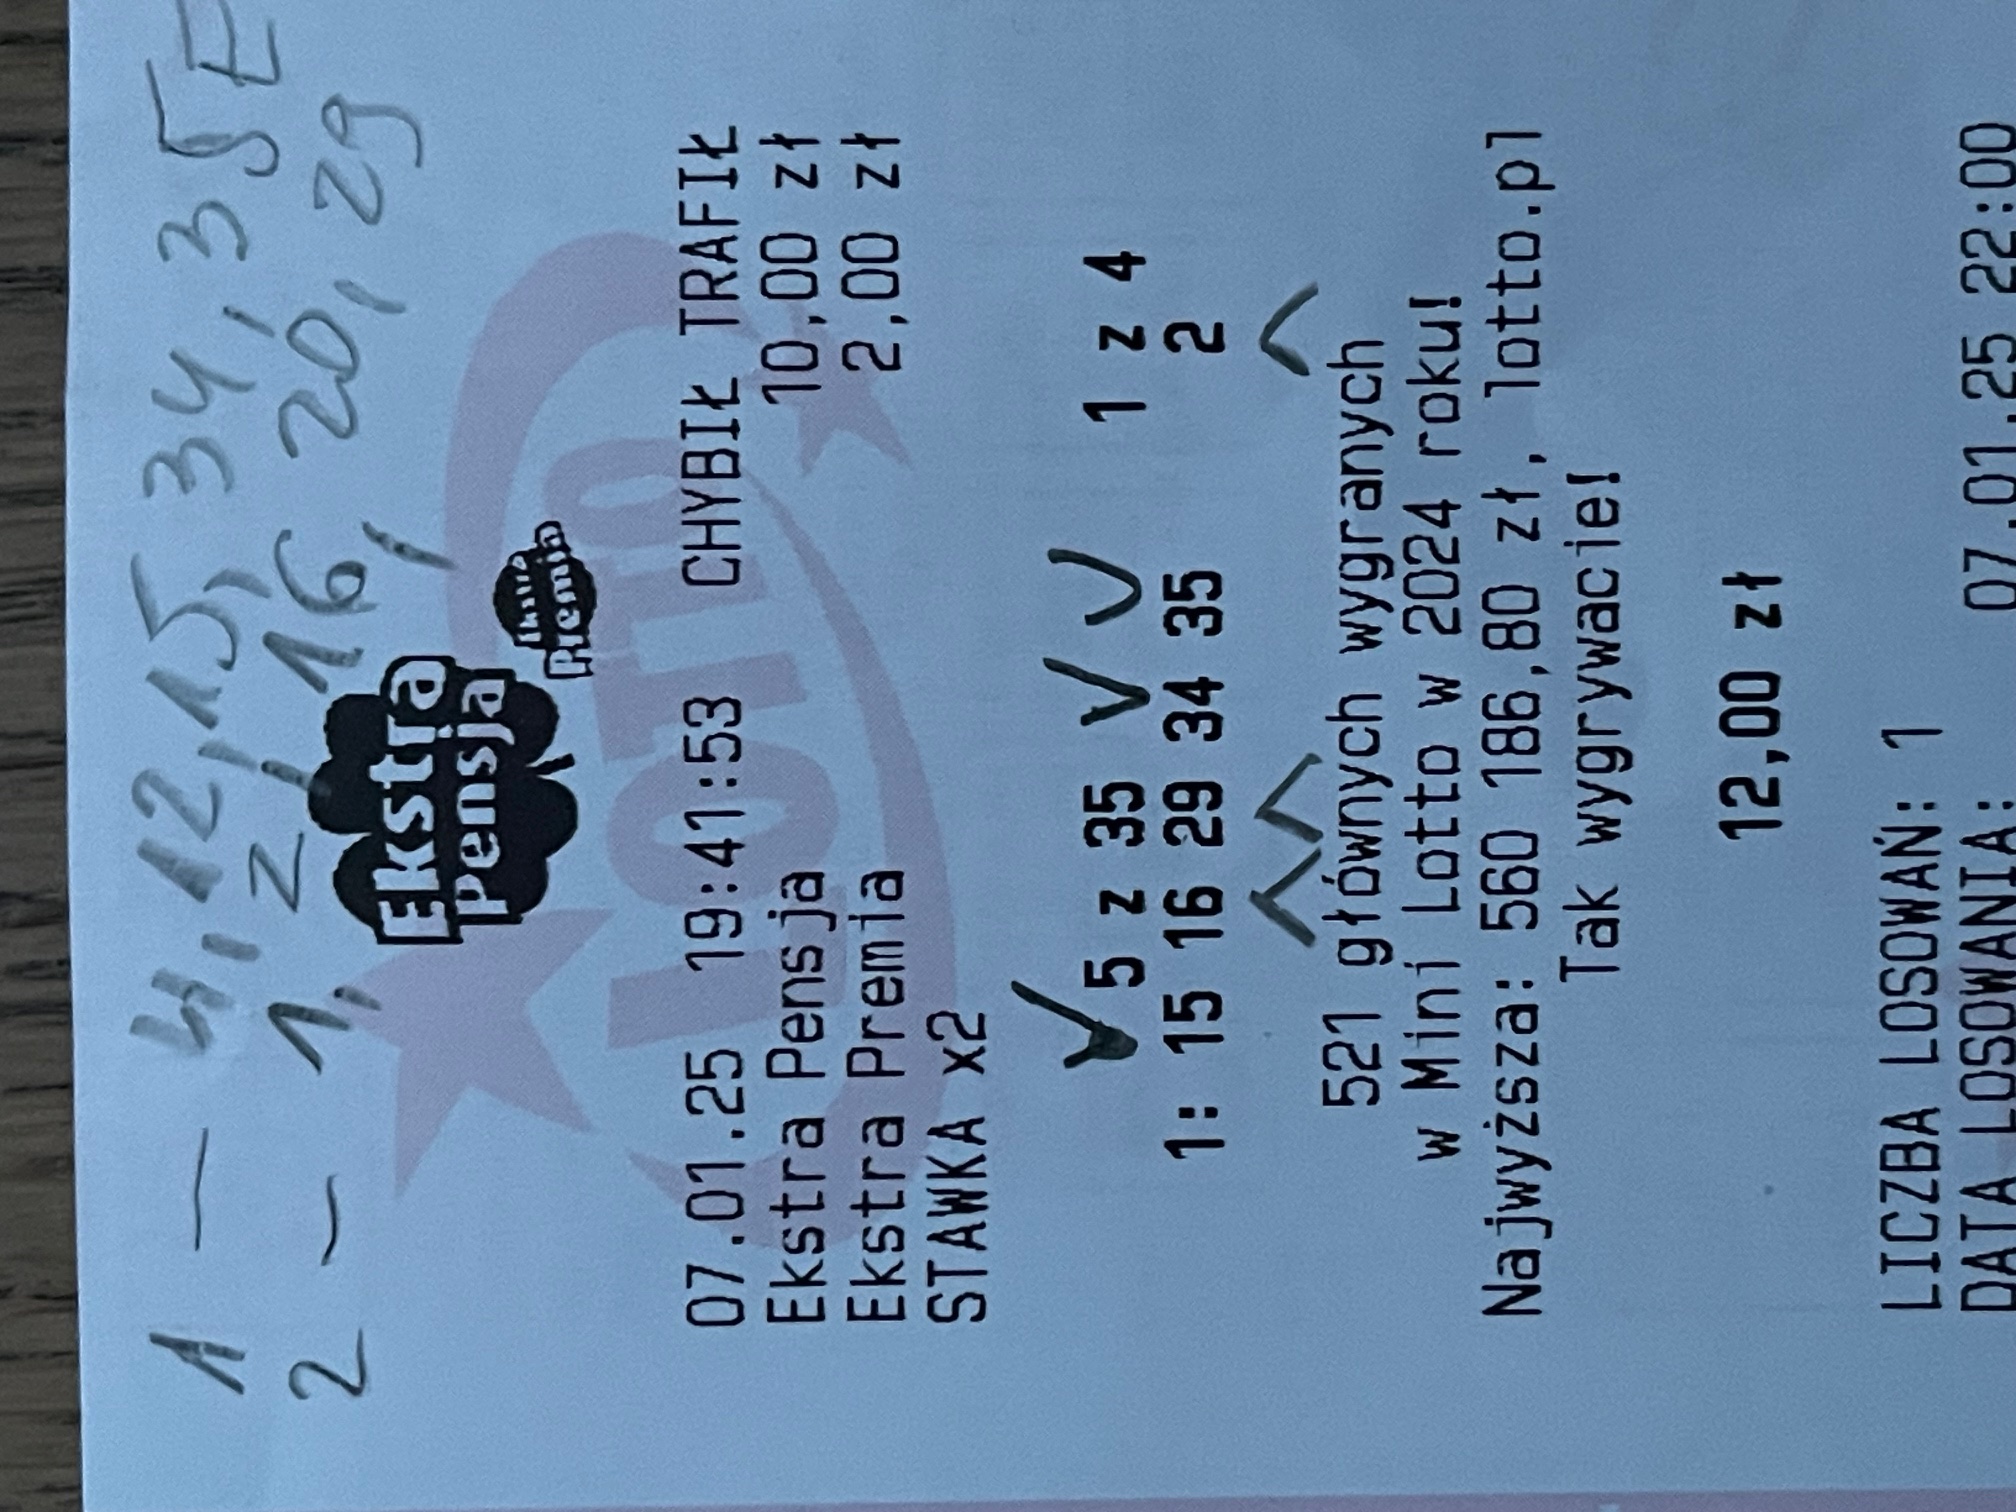 1 — 4, 12, 15, 34, 35
2 — 1, 2, 16, 20, 29
Ekstra
Pensja
Premia
LOTTO
07.01.25 19:41:53 CHYBIŁ TRAFIŁ
Ekstra Pensja 10,00 zł
Ekstra Premia 2,00 zł
STAWKA x2
5 z 35 1 z 4
1: 15 16 29 34 35 2
521 głównych wygranych
w Mini Lotto w 2024 roku!
Najwyższa: 560 186,80 zł, lotto.pl
Tak wygrywacie!
12,00 zł
LICZBA LOSOWAŃ: 1
DATA LOSOWANIA: 07.01.25 22:00